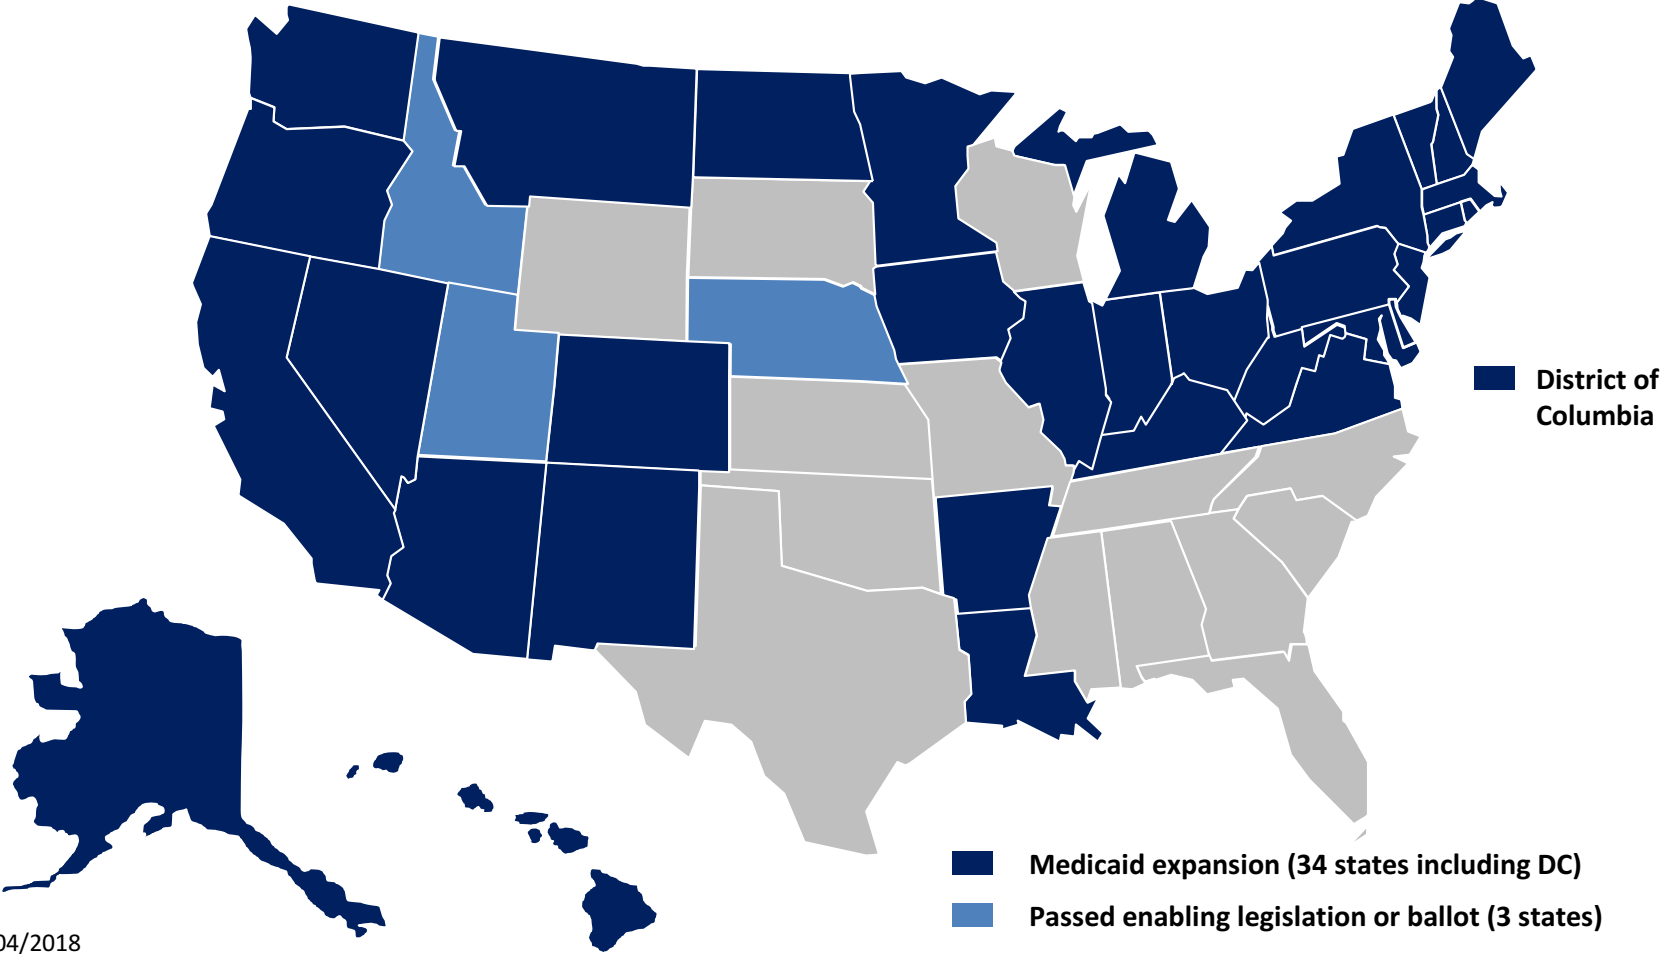 District of
Columbia
Medicaid expansion (34 states including DC)
Passed enabling legislation or ballot (3 states)
04/2018